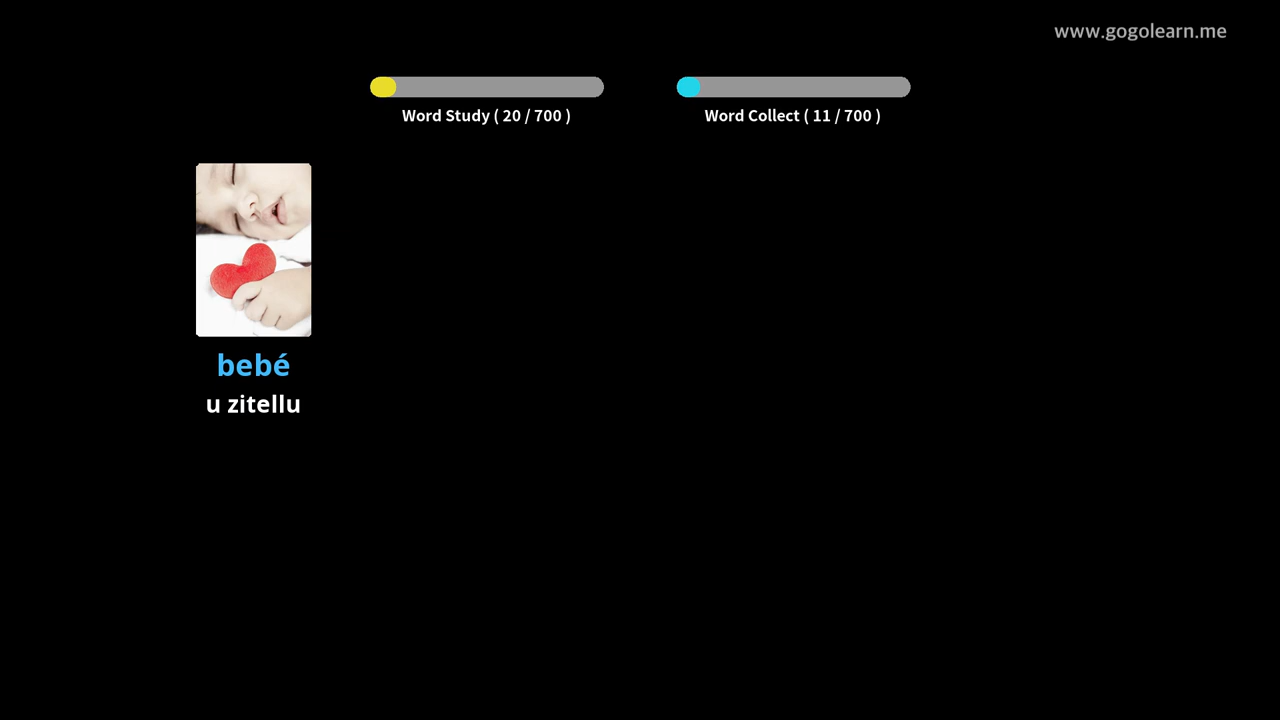 www.gogolearn.me
Word Study ( 20 / 700 )
Word Collect ( 11 / 700 )
bebé
u zitellu